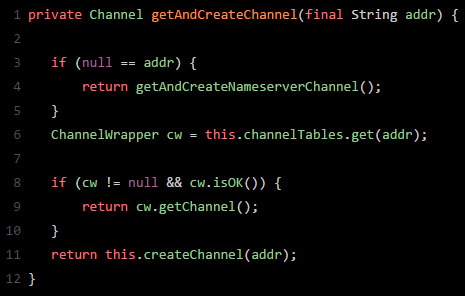 1 private Channel getAndCreateChannel(final String addr) {
2
3    if (null == addr) {
4        return getAndCreateNameserverChannel();
5    }
6    ChannelWrapper cw = this.channelTables.get(addr);
7
8    if (cw != null && cw.isOK()) {
9        return cw.getChannel();
10    }
11    return this.createChannel(addr);
12 }